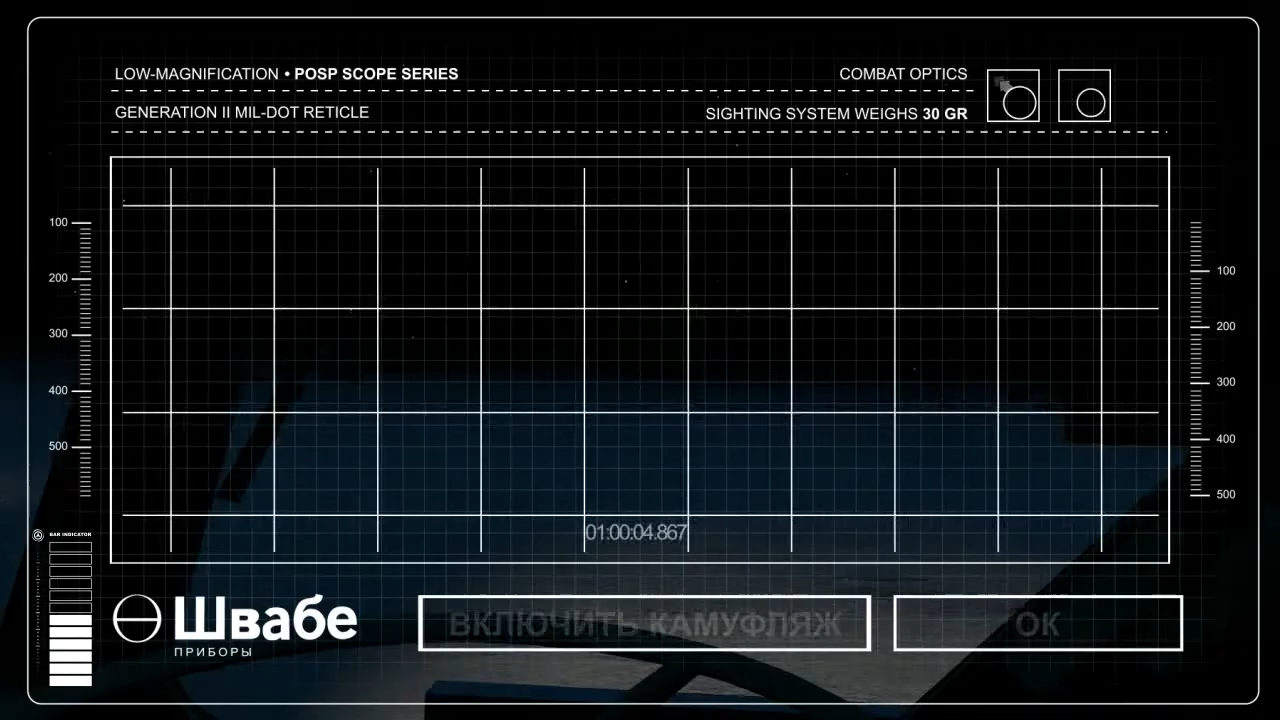 LOW-MAGNIFICATION • POSP SCOPE SERIES
COMBAT OPTICS
GENERATION II MIL-DOT RETICLE
SIGHTING SYSTEM WEIGHS 30 GR
100
200
300
400
500
100
200
300
400
500
01:00:04.867
BAR INDICATOR
Швабе
ПРИБОРЫ
ВКЛЮЧИТЬ КАМУФЛЯЖ
ОК